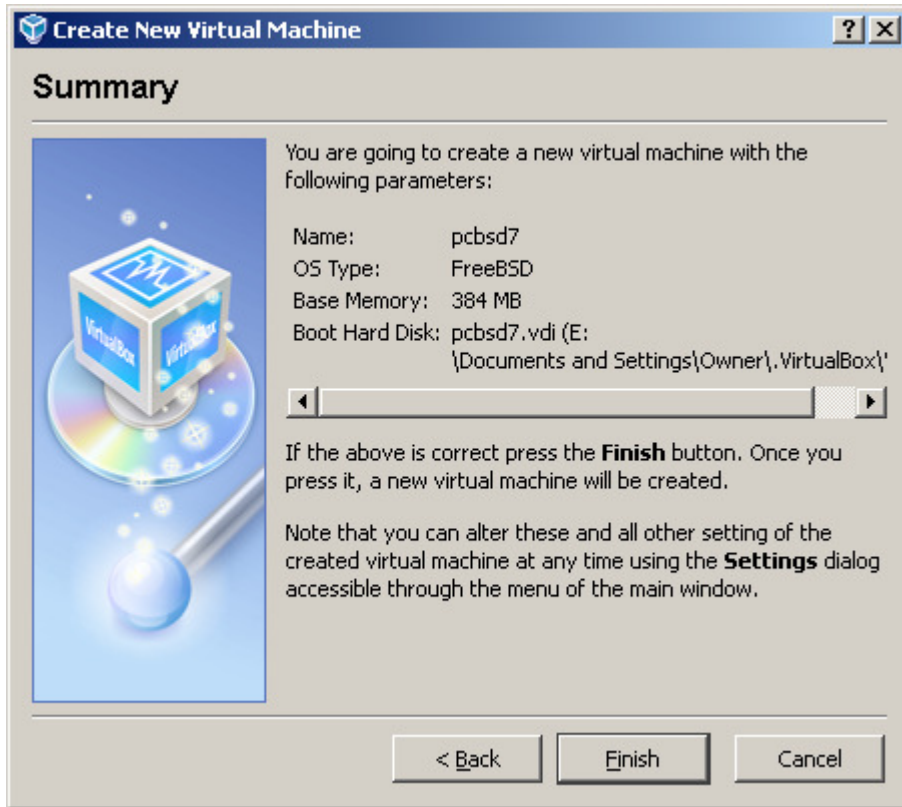 Create New Virtual Machine
Summary
You are going to create a new virtual machine with the
following parameters:
Name: pcbsd7
OS Type: FreeBSD
Base Memory: 384 MB
Boot Hard Disk: pcbsd7.vdi (E:
\Documents and Settings\Owner\.VirtualBox\
VirtualBox
VirtualBox
If the above is correct press the Finish button. Once you
press it, a new virtual machine will be created.
Note that you can alter these and all other setting of the
created virtual machine at any time using the Settings dialog
accessible through the menu of the main window.
< Back
Finish
Cancel